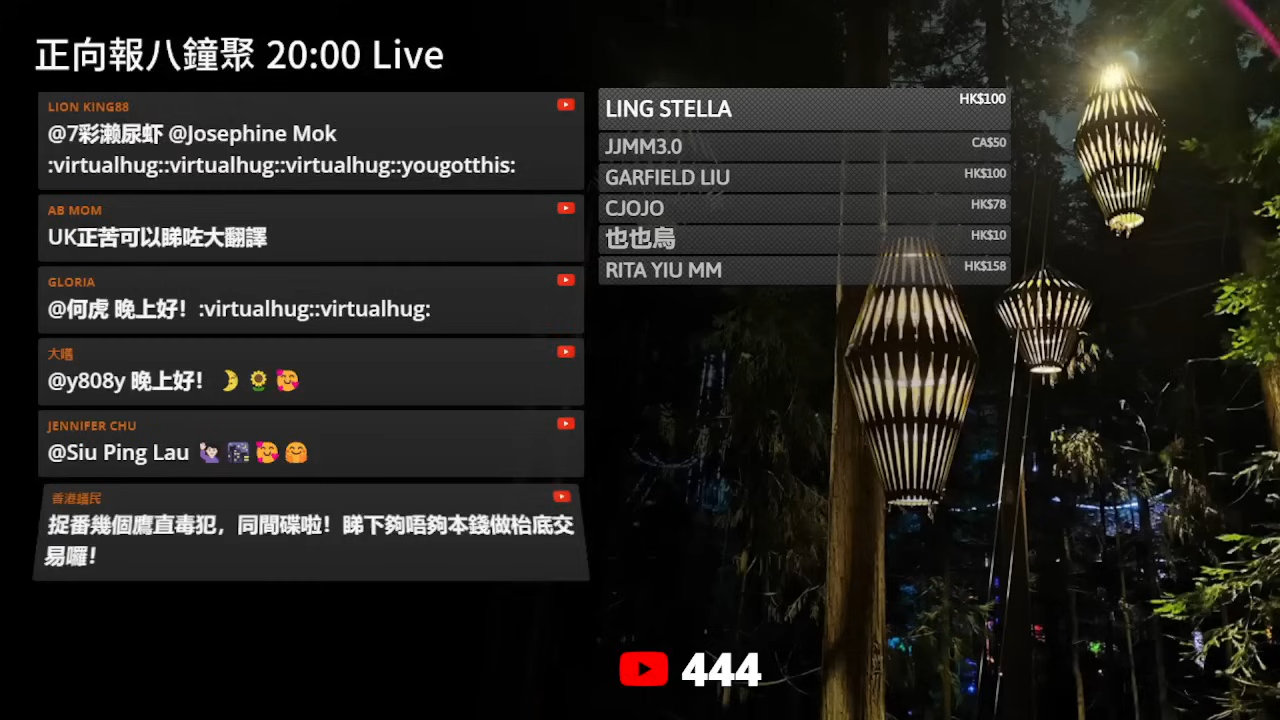 正向報八鐘聚 20:00 Live
LION KING88
@7彩瀨尿虾 @Josephine Mok
:virtualhug::virtualhug::virtualhug::yougotthis:
AB MOM
UK正苦可以睇咗大翻譯
GLORIA
@何虎 晚上好！:virtualhug::virtualhug:
大嚿
@y808y 晚上好！🌛🌻🥰
JENNIFER CHU
@Siu Ping Lau 🙋🏻‍♀️🎆🥰🤗
香港議民
捉番幾個鷹直毒犯，同間碟啦！睇下夠唔夠本錢做枱底交
易囉！
LING STELLA HK$100
JJMM3.0 CA$50
GARFIELD LIU HK$100
CJOJO HK$78
也也烏 HK$10
RITA YIU MM HK$158
444